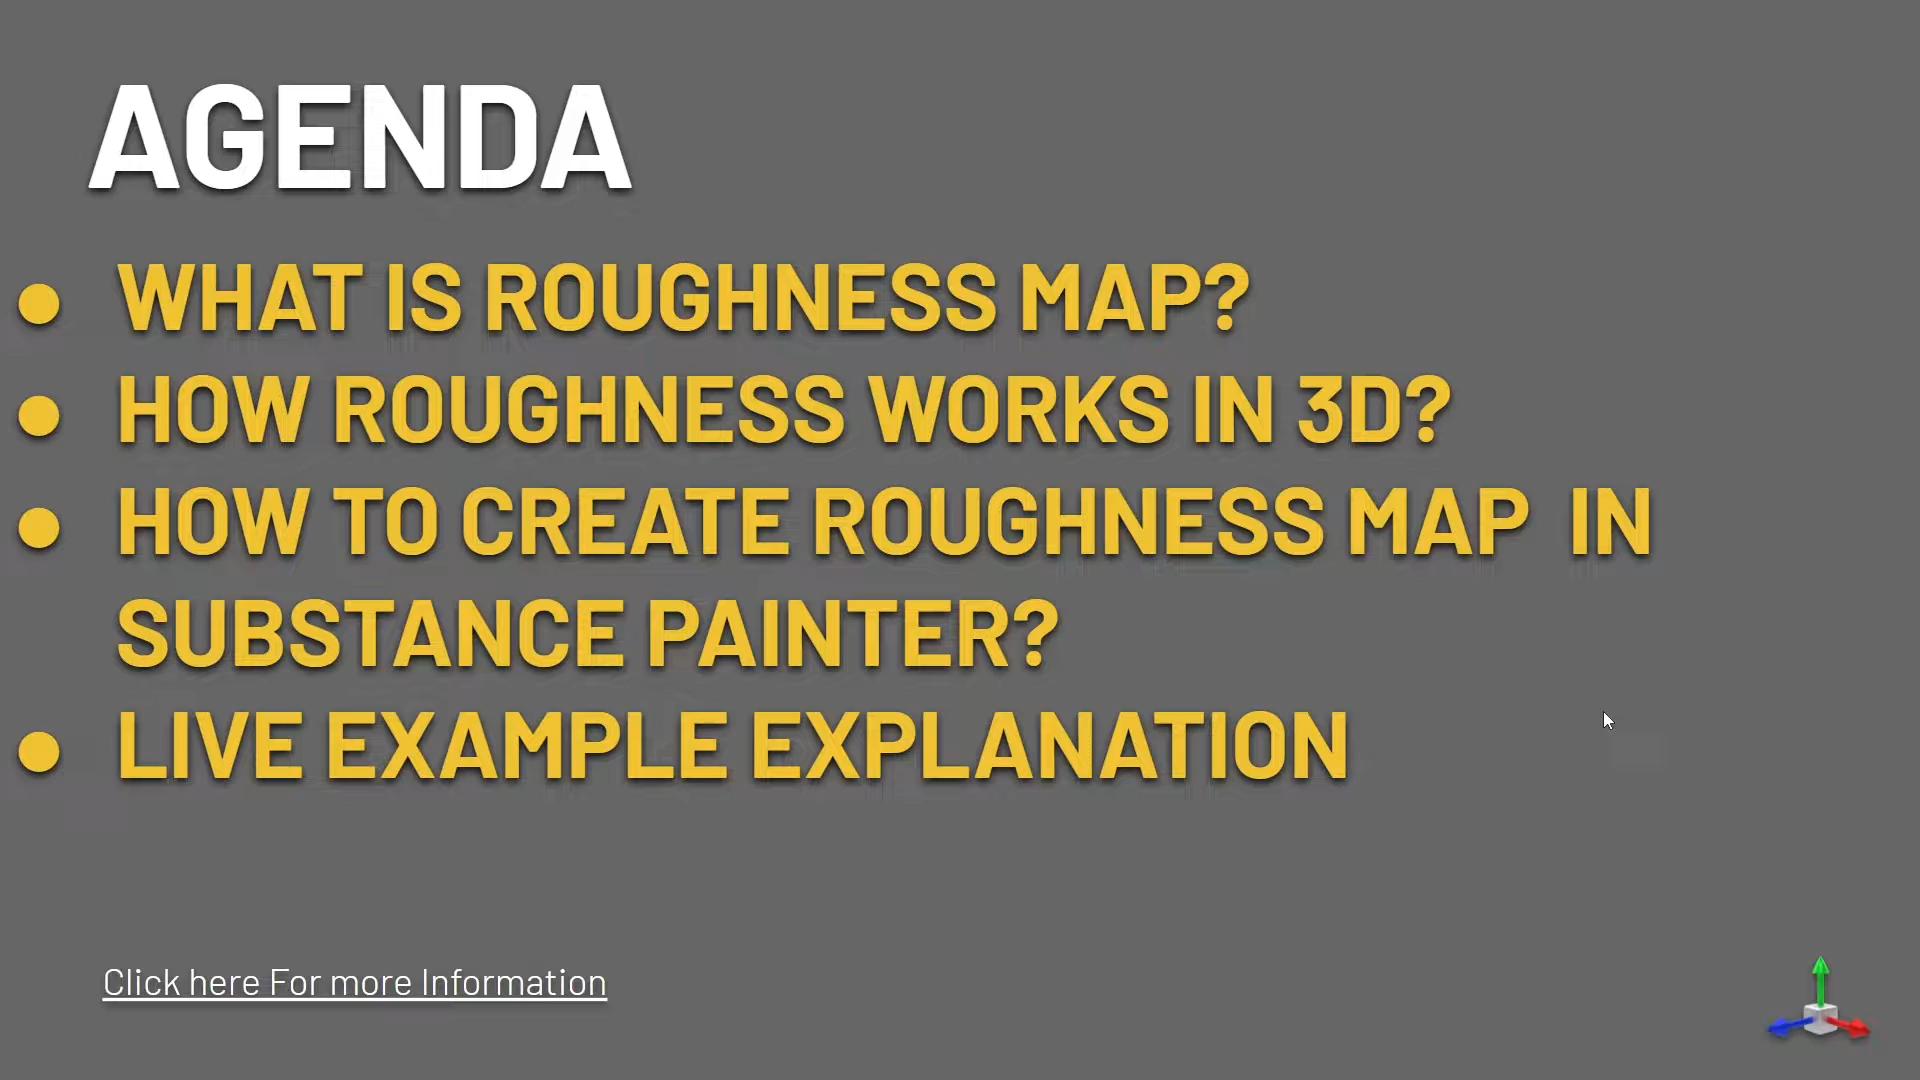 AGENDA
● WHAT IS ROUGHNESS MAP?
● HOW ROUGHNESS WORKS IN 3D?
● HOW TO CREATE ROUGHNESS MAP  IN
SUBSTANCE PAINTER?
● LIVE EXAMPLE EXPLANATION
Click here For more Information